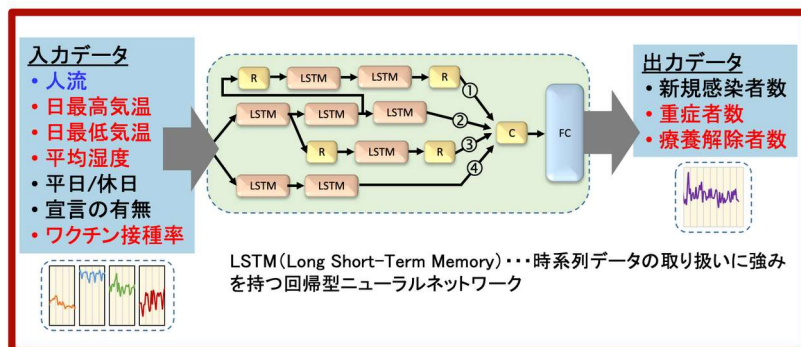 入力データ
・人流
・日最高気温
・日最低気温
・平均湿度
・平日/休日
・宣言の有無
・ワクチン接種率
R LSTM LSTM R ①
LSTM LSTM LSTM ②
R LSTM R ③
LSTM LSTM ④
C
FC
出力データ
・新規感染者数
・重症者数
・療養解除者数
LSTM(Long Short-Term Memory)・・・時系列データの取り扱いに強み
を持つ回帰型ニューラルネットワーク